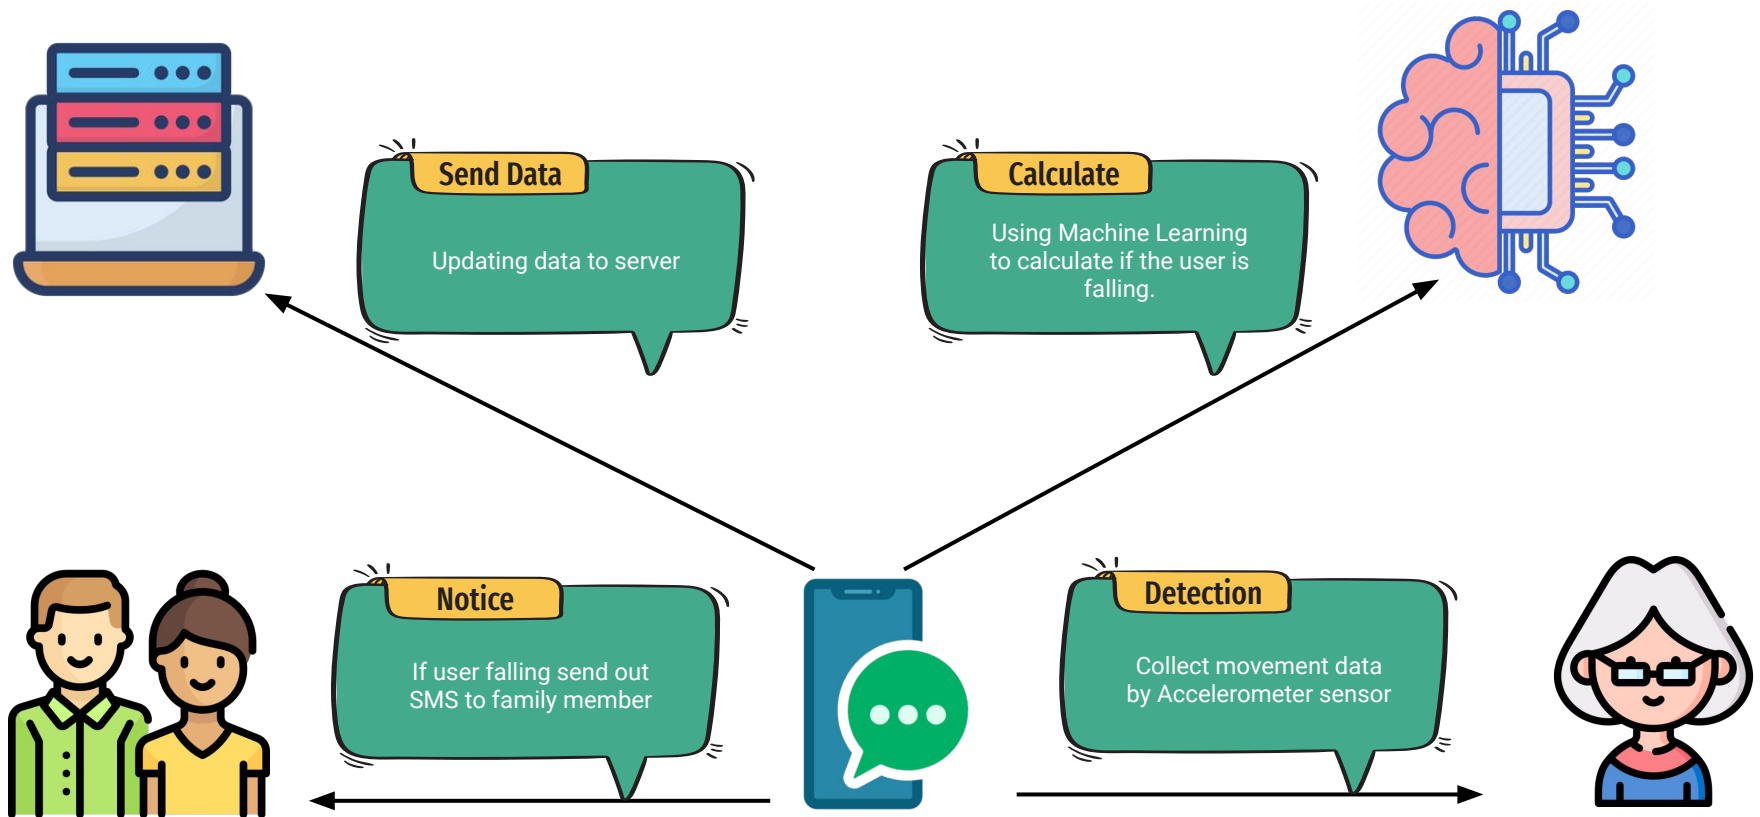 Send Data
Updating data to server
Calculate
Using Machine Learning
to calculate if the user is
falling.
Notice
If user falling send out
SMS to family member
Detection
Collect movement data
by Accelerometer sensor